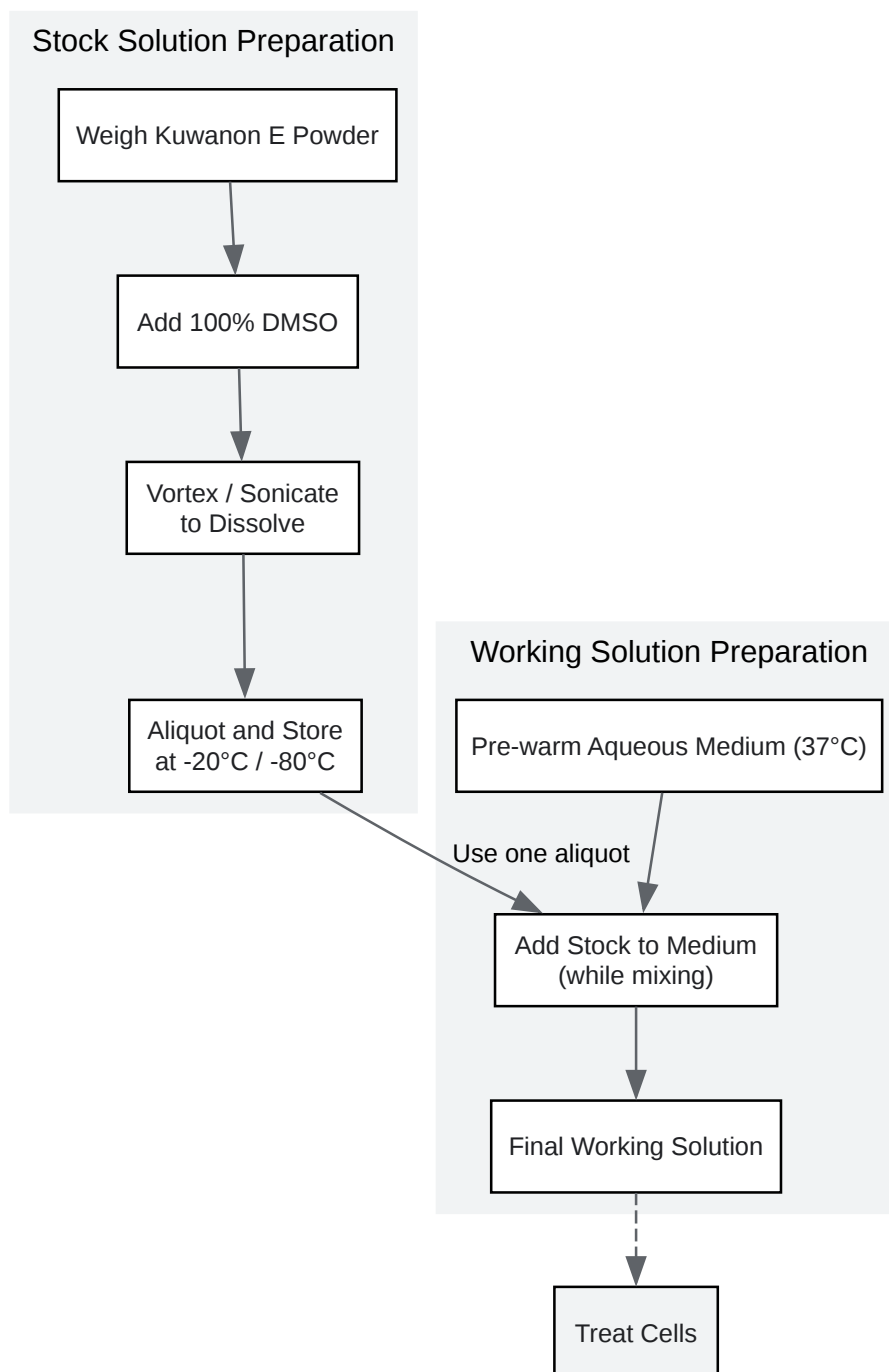 Stock Solution Preparation
Weigh Kuwanon E Powder
Add 100% DMSO
Vortex / Sonicate
to Dissolve
Aliquot and Store
at -20°C / -80°C
Working Solution Preparation
Pre-warm Aqueous Medium (37°C)
Use one aliquot
Add Stock to Medium
(while mixing)
Final Working Solution
Treat Cells